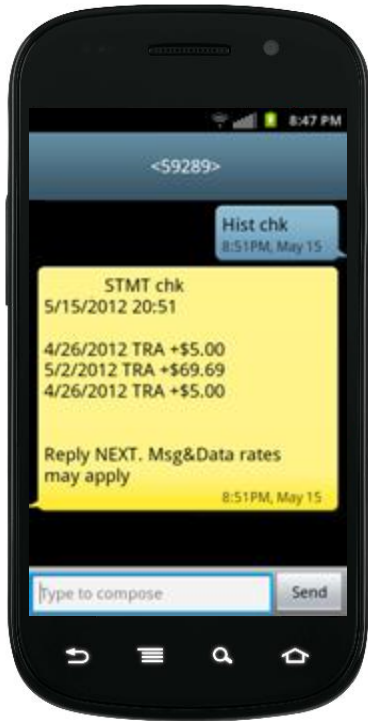 8:47 PM
<59289>
Hist chk
8:51PM, May 15
STMT chk
5/15/2012 20:51
4/26/2012 TRA +$5.00
5/2/2012 TRA +$69.69
4/26/2012 TRA +$5.00
Reply NEXT. Msg&Data rates
may apply
8:51PM, May 15
Type to compose
Send